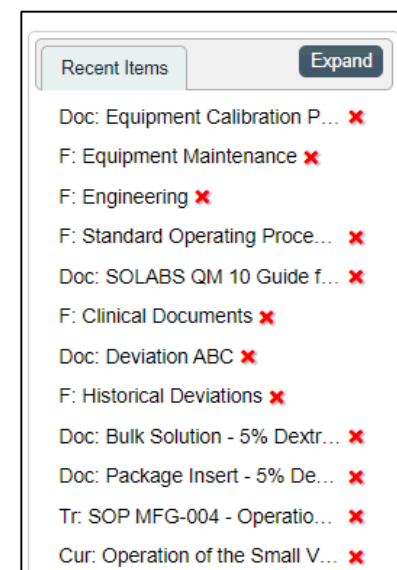 Recent Items
Expand
Doc: Equipment Calibration P...
F: Equipment Maintenance
F: Engineering
F: Standard Operating Proce...
Doc: SOLABS QM 10 Guide f...
F: Clinical Documents
Doc: Deviation ABC
F: Historical Deviations
Doc: Bulk Solution - 5% Dextr...
Doc: Package Insert - 5% De...
Tr: SOP MFG-004 - Operatio...
Cur: Operation of the Small V...